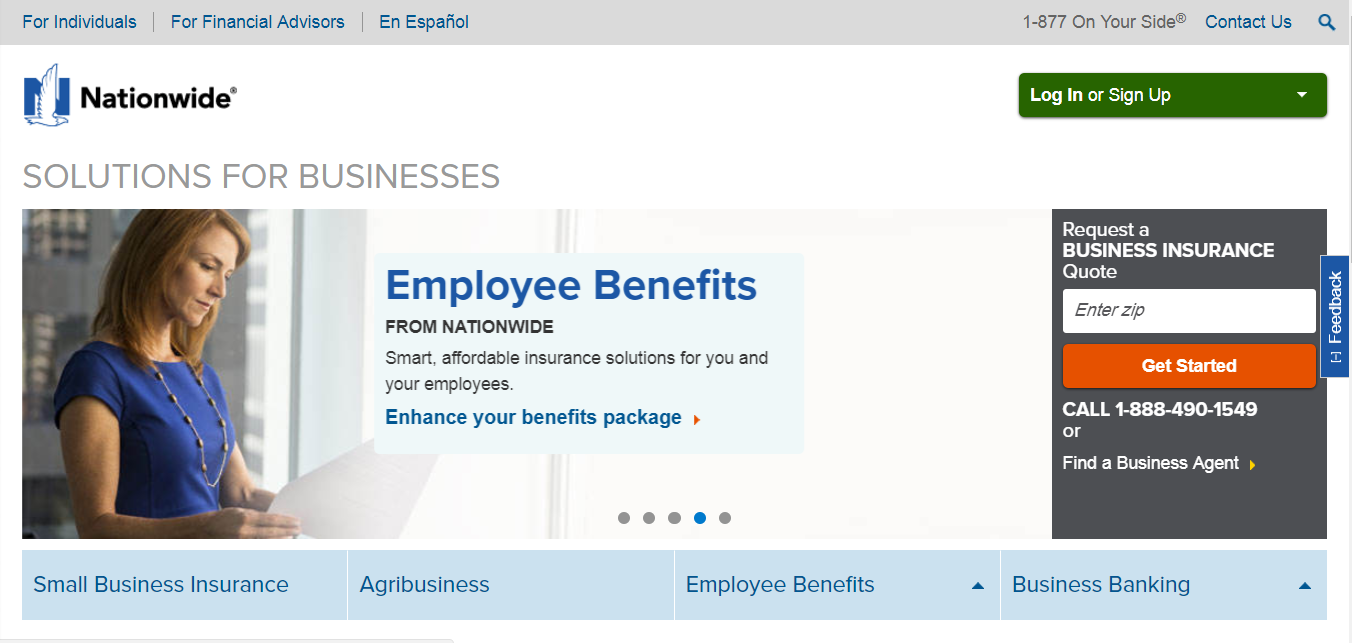 For Individuals
For Financial Advisors
En Español
1-877 On Your Side®
Contact Us
Nationwide®
Log In or Sign Up
SOLUTIONS FOR BUSINESSES
Employee Benefits
FROM NATIONWIDE
Smart, affordable insurance solutions for you and
your employees.
Enhance your benefits package
Request a
BUSINESS INSURANCE
Quote
Enter zip
Get Started
CALL 1-888-490-1549
or
Find a Business Agent
[-] Feedback
Small Business Insurance
Agribusiness
Employee Benefits
Business Banking